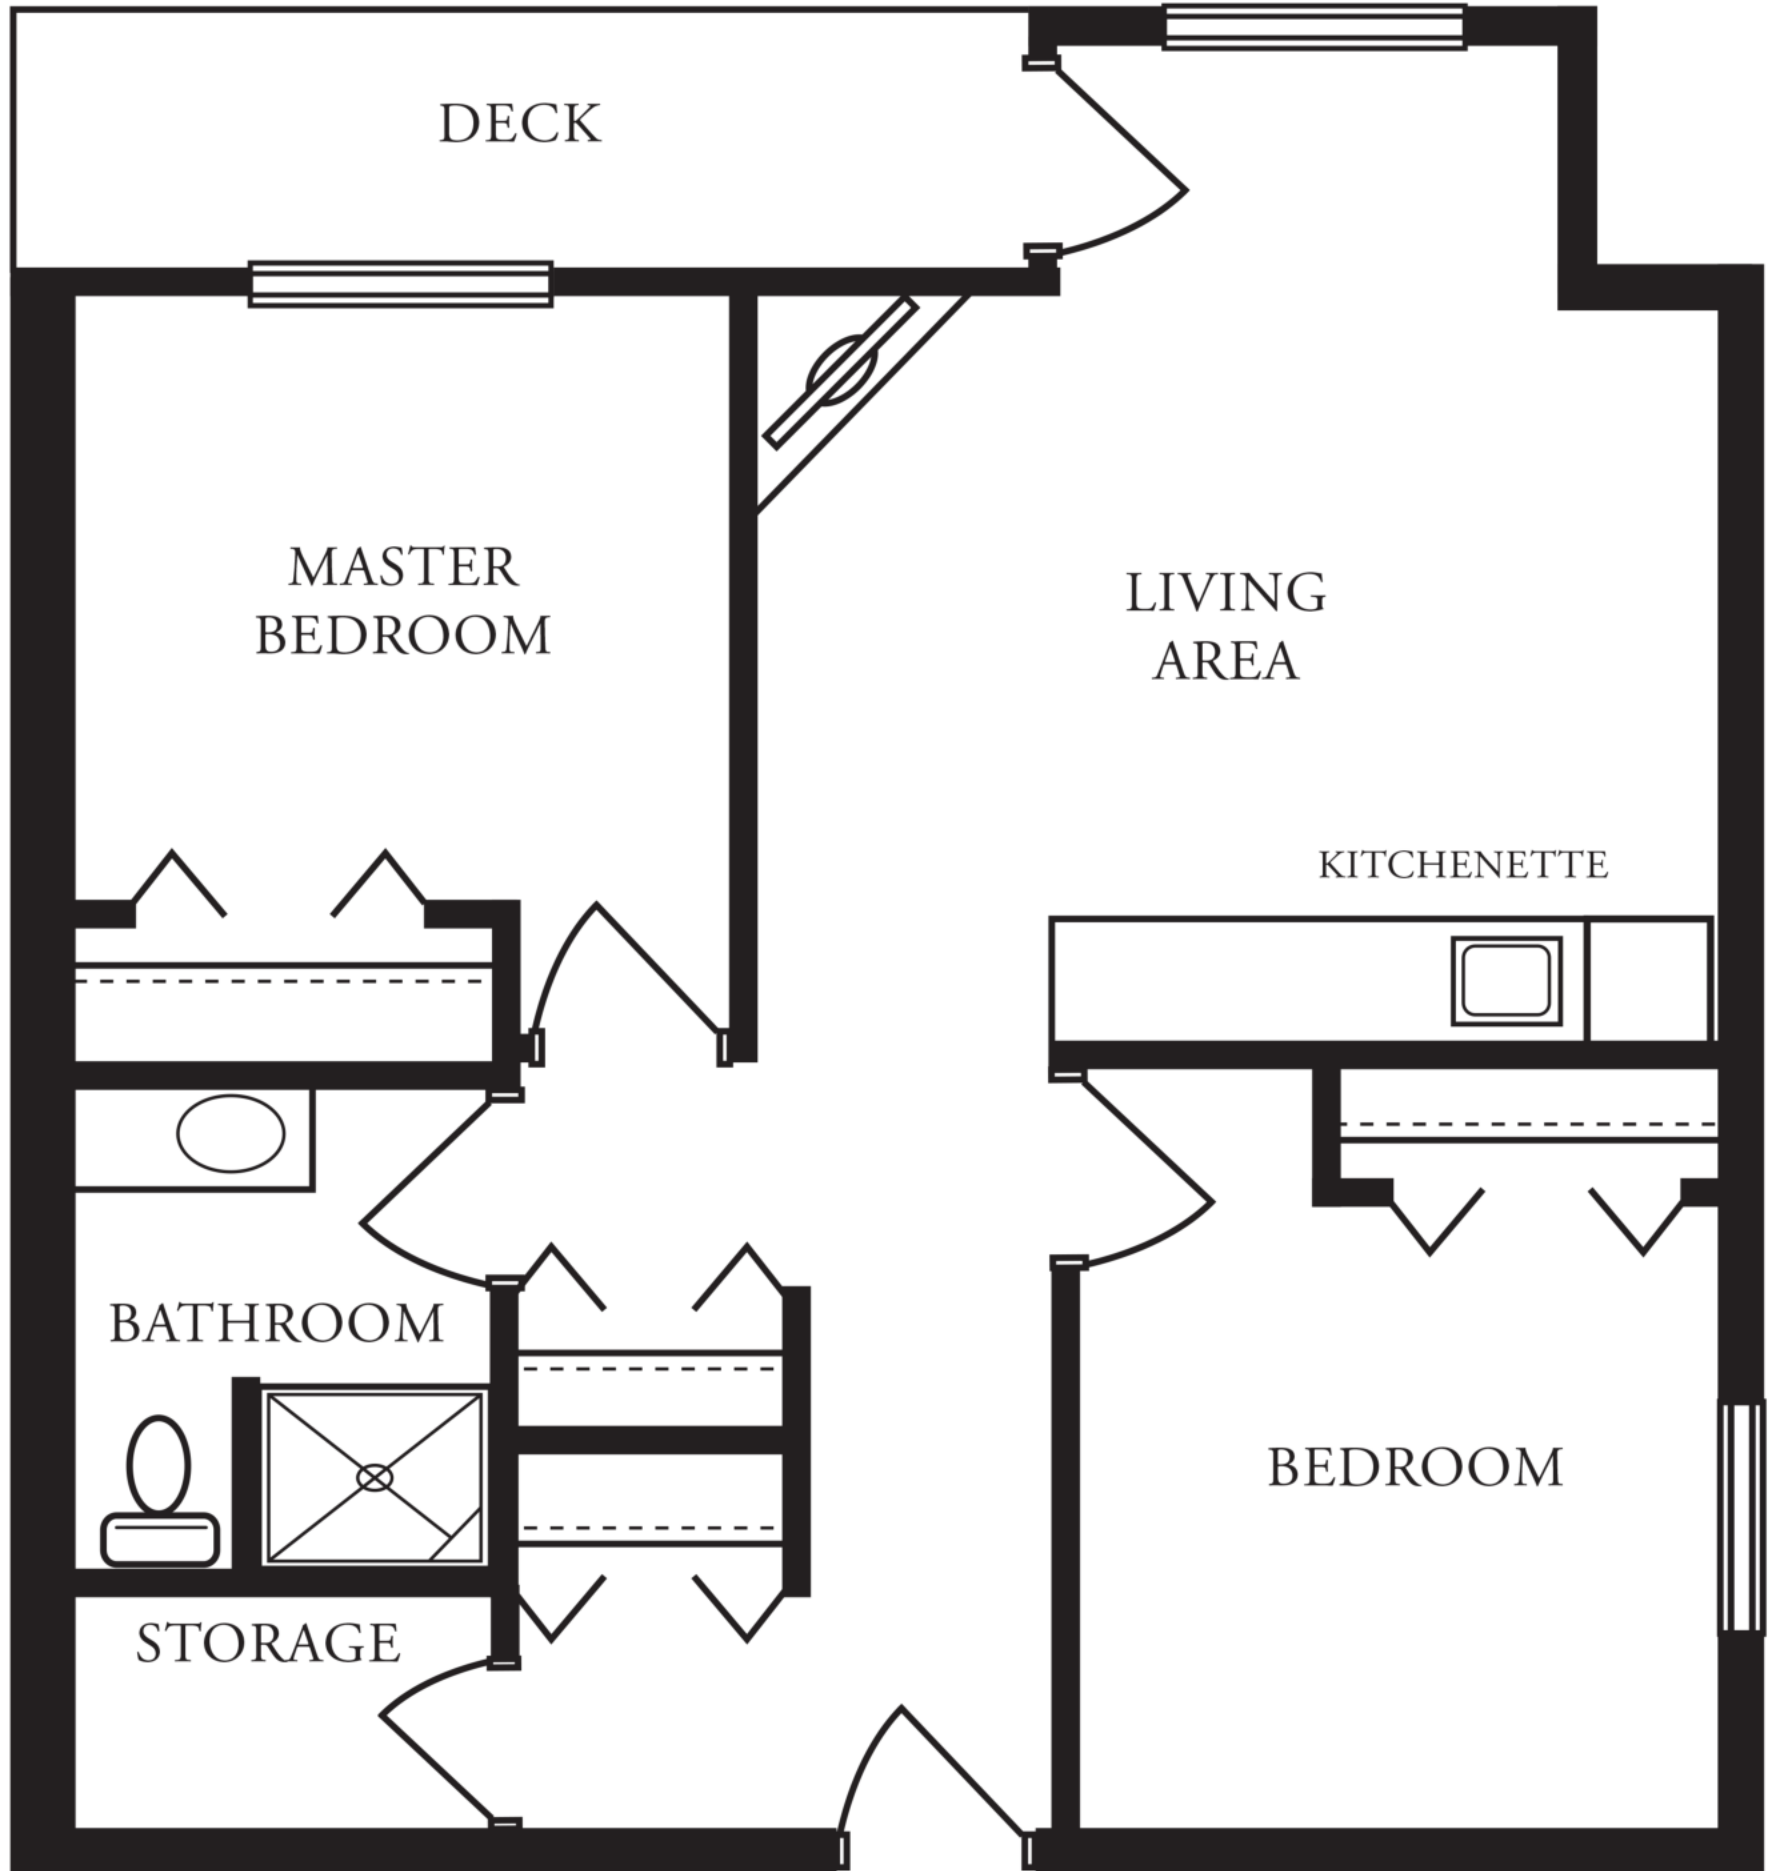 DECK
MASTER
BEDROOM
LIVING
AREA
KITCHENETTE
BATHROOM
BEDROOM
STORAGE